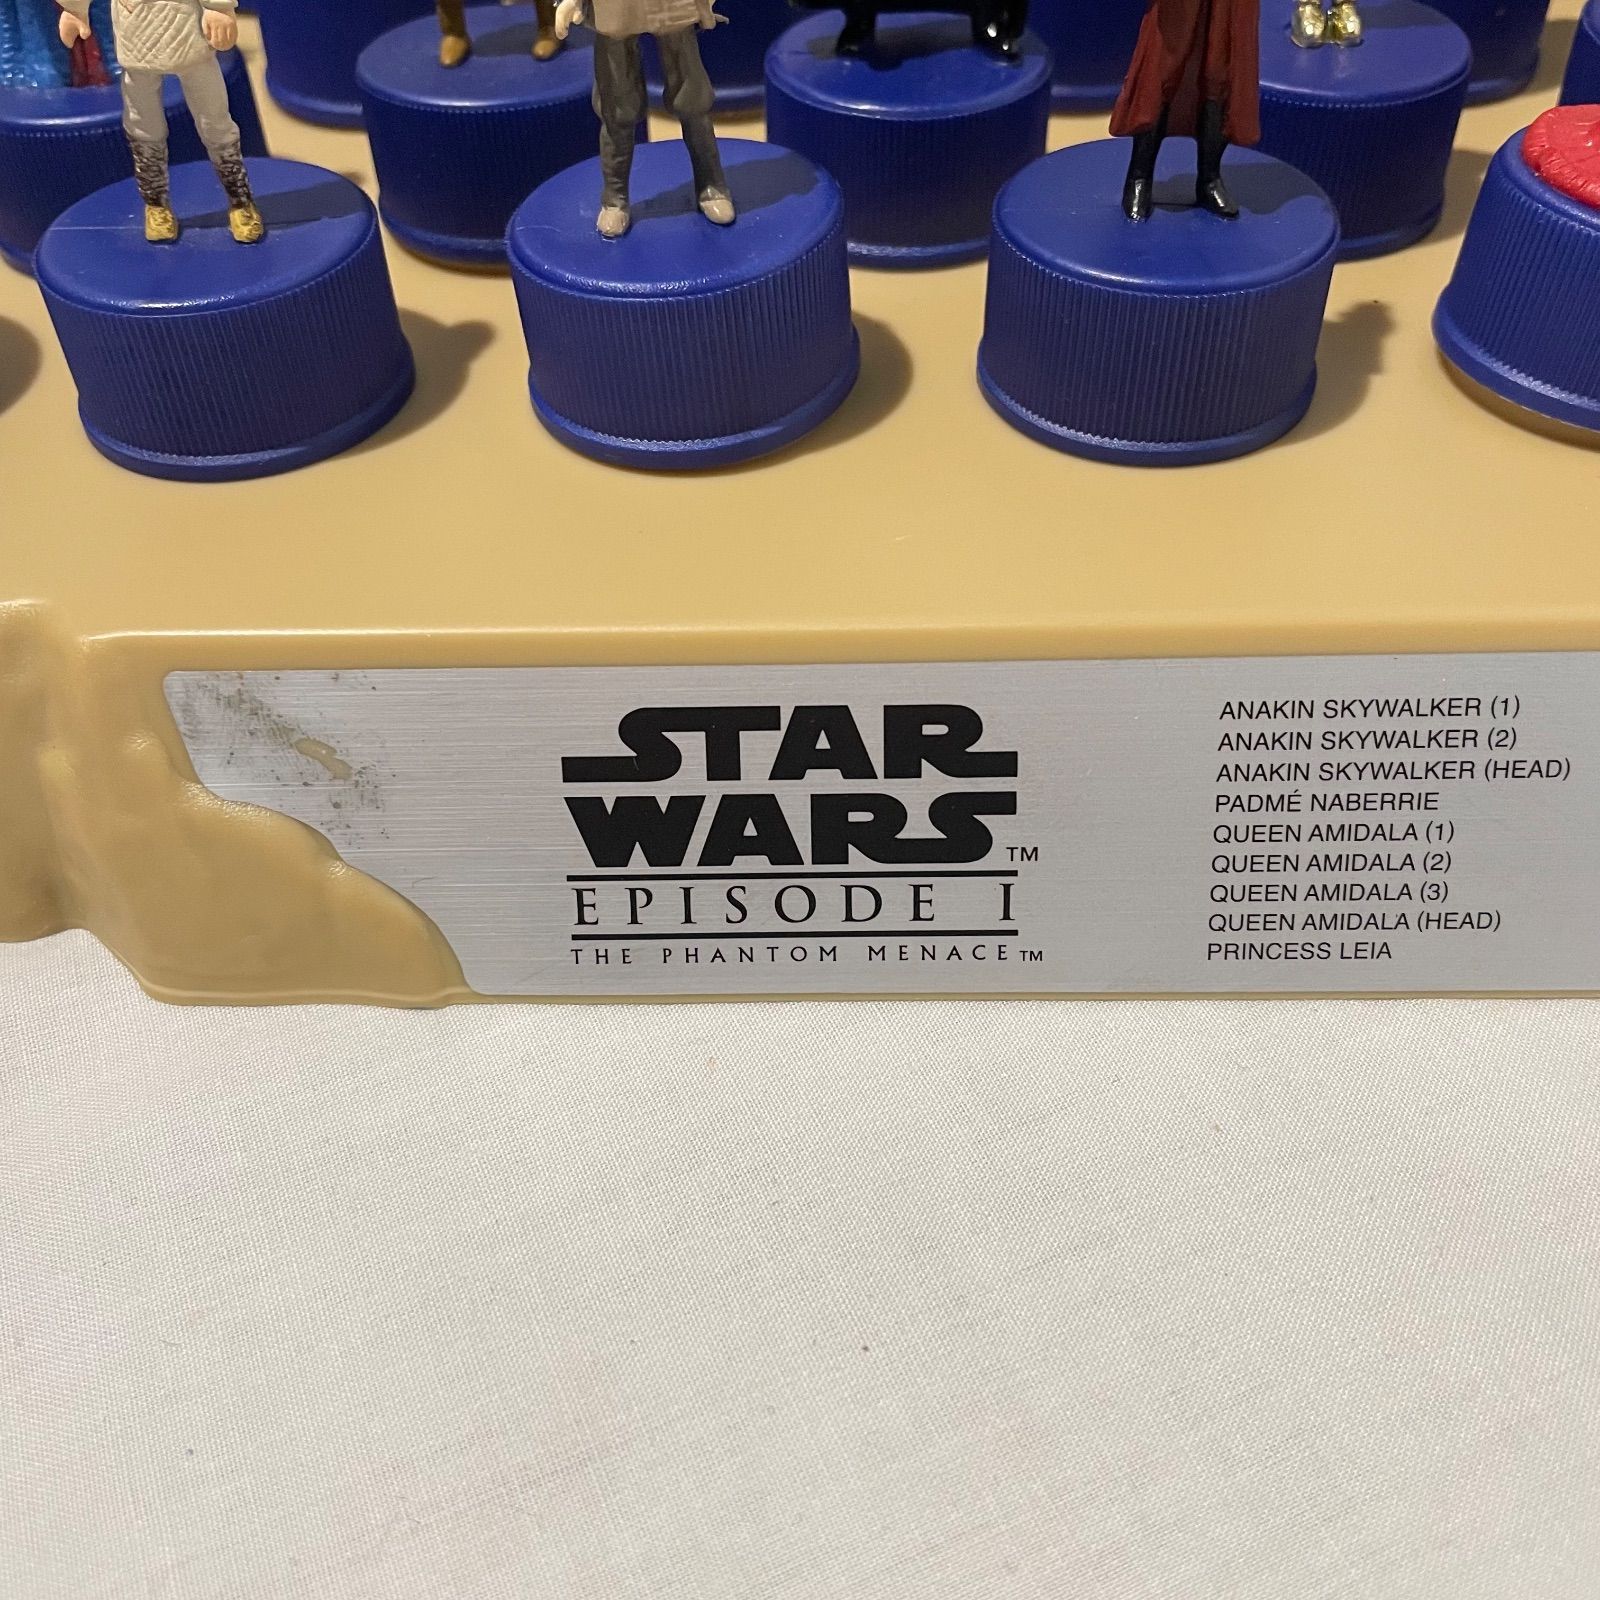 STAR
WARS™
EPISODE I
THE PHANTOM MENACE™
ANAKIN SKYWALKER (1)
ANAKIN SKYWALKER (2)
ANAKIN SKYWALKER (HEAD)
PADMÉ NABERRIE
QUEEN AMIDALA (1)
QUEEN AMIDALA (2)
QUEEN AMIDALA (3)
QUEEN AMIDALA (HEAD)
PRINCESS LEIA